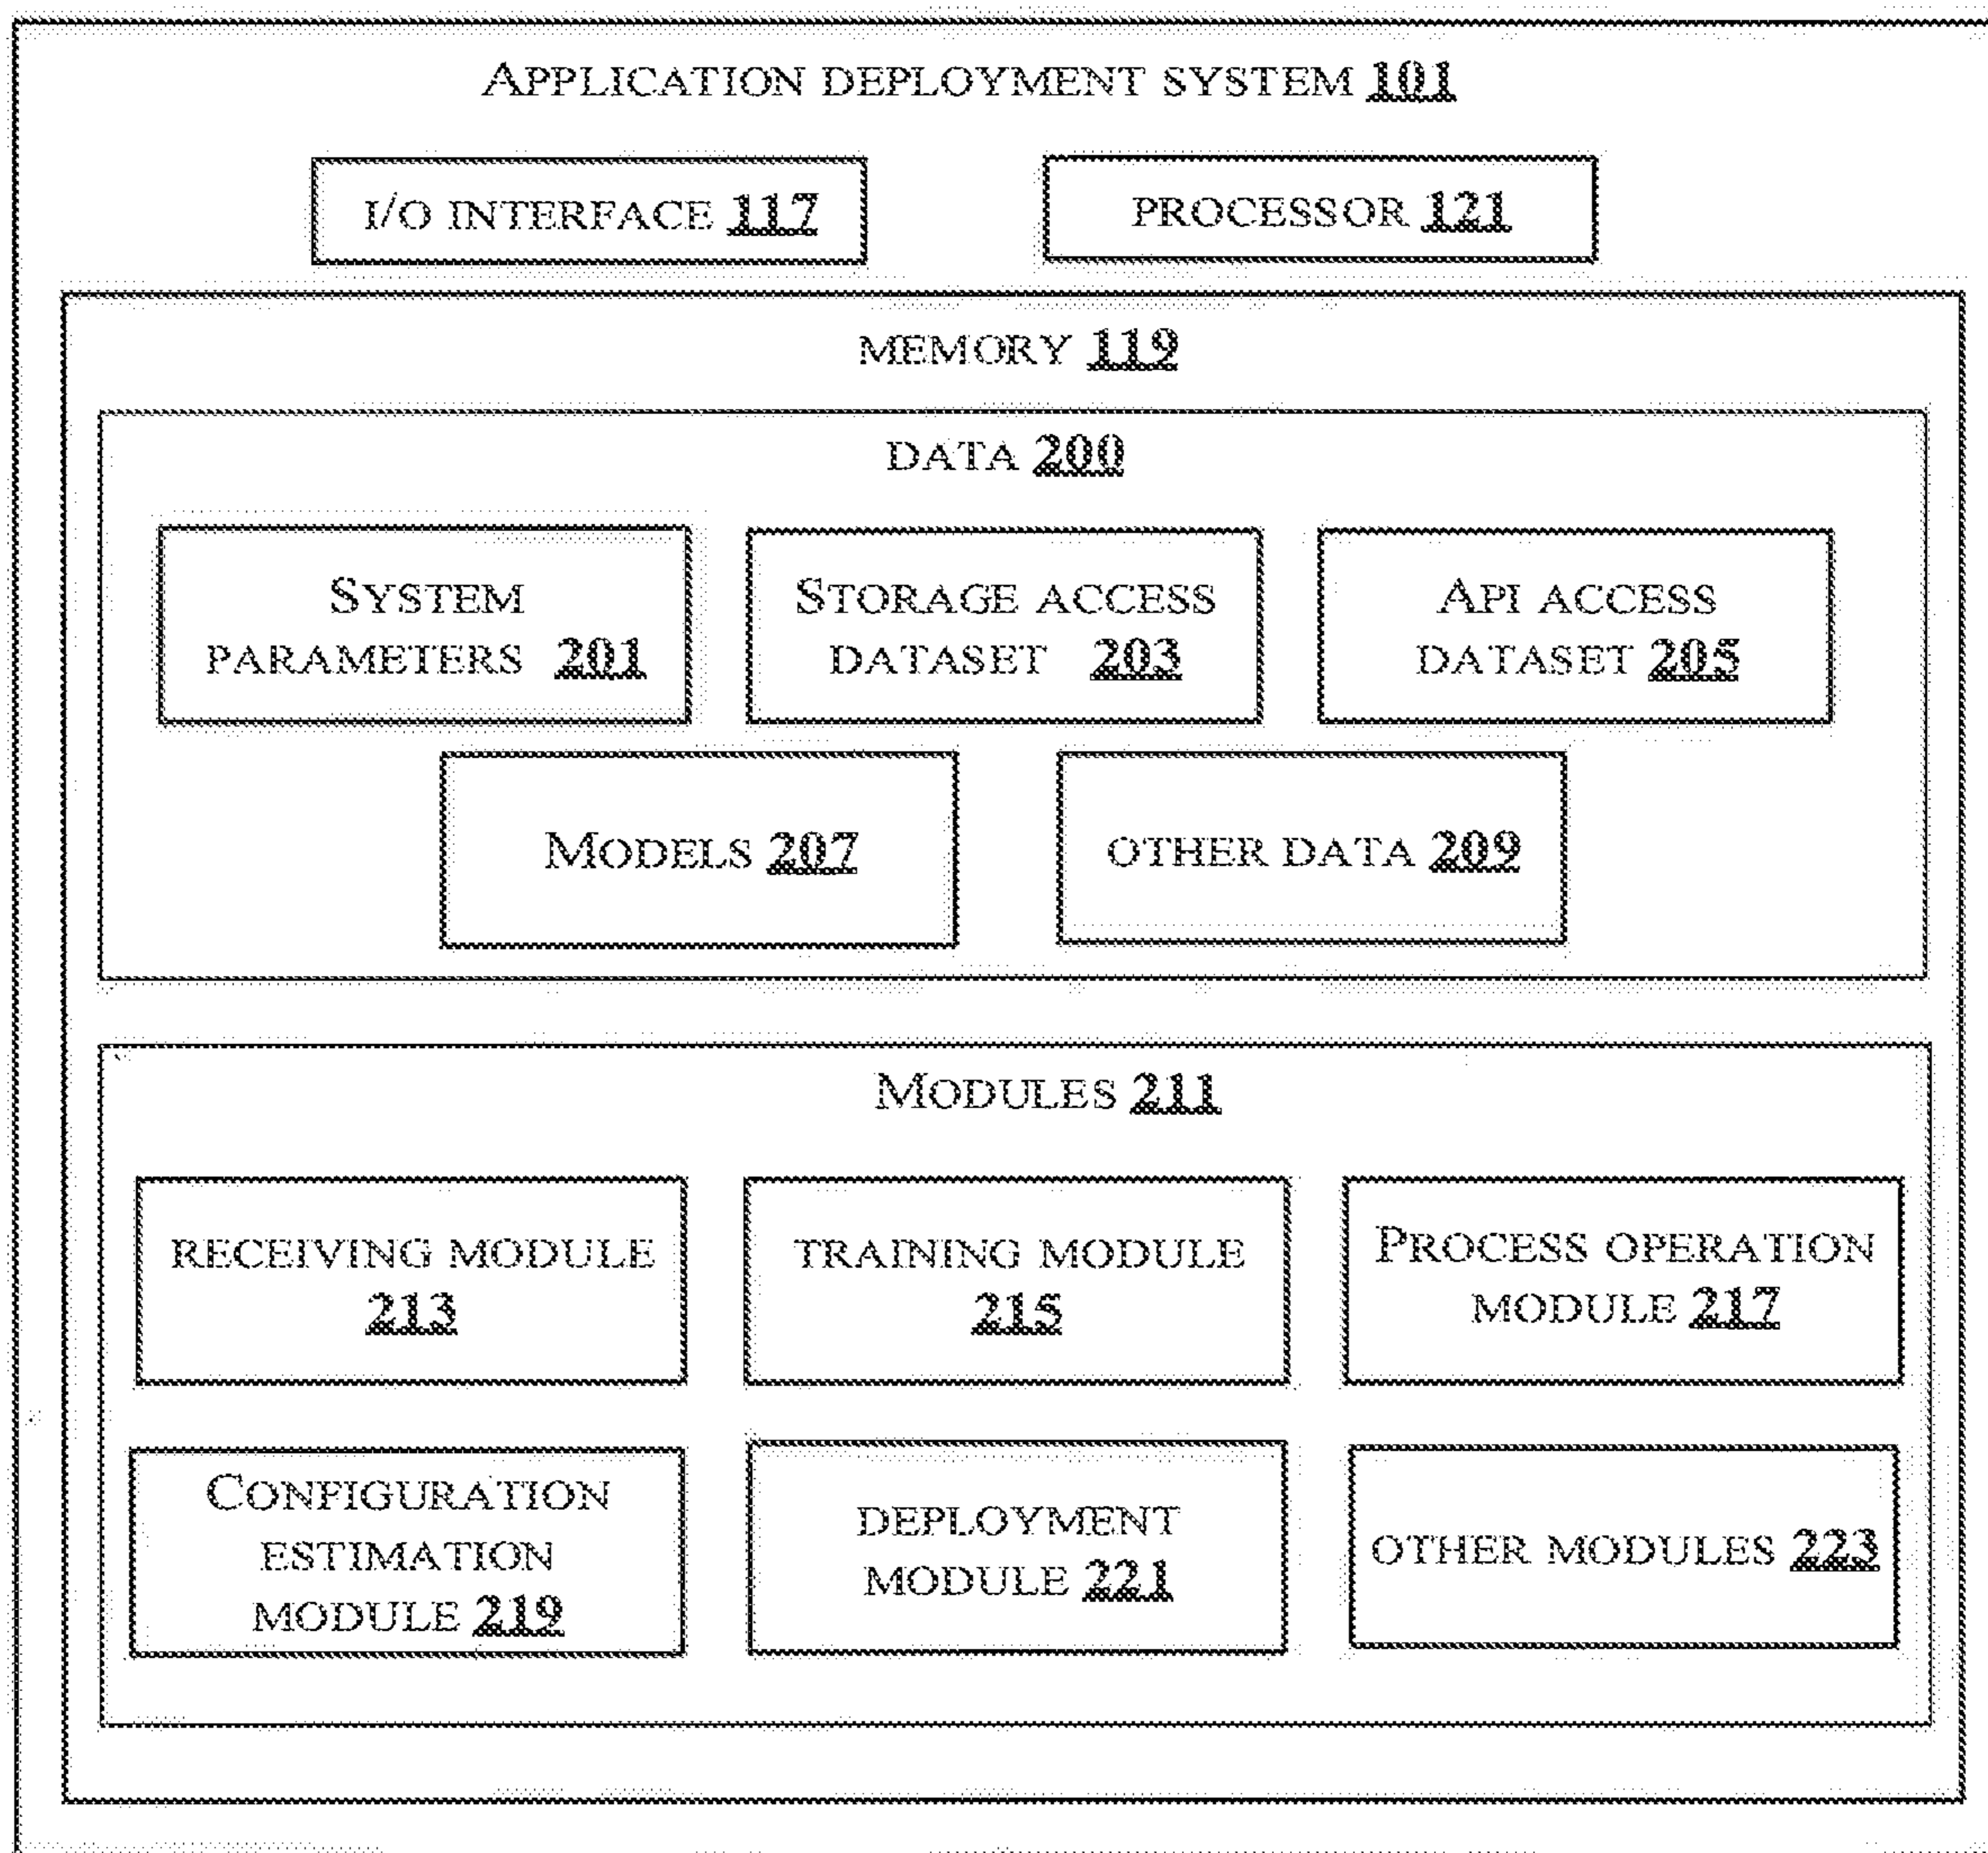 APPLICATION DEPLOYMENT SYSTEM 101
I/O INTERFACE 117
PROCESSOR 121
MEMORY 119
DATA 200
SYSTEM
PARAMETERS 201
STORAGE ACCESS
DATASET 203
API ACCESS
DATASET 205
MODELS 207
OTHER DATA 209
MODULES 211
RECEIVING MODULE
213
TRAINING MODULE
215
PROCESS OPERATION
MODULE 217
CONFIGURATION
ESTIMATION
MODULE 219
DEPLOYMENT
MODULE 221
OTHER MODULES 223